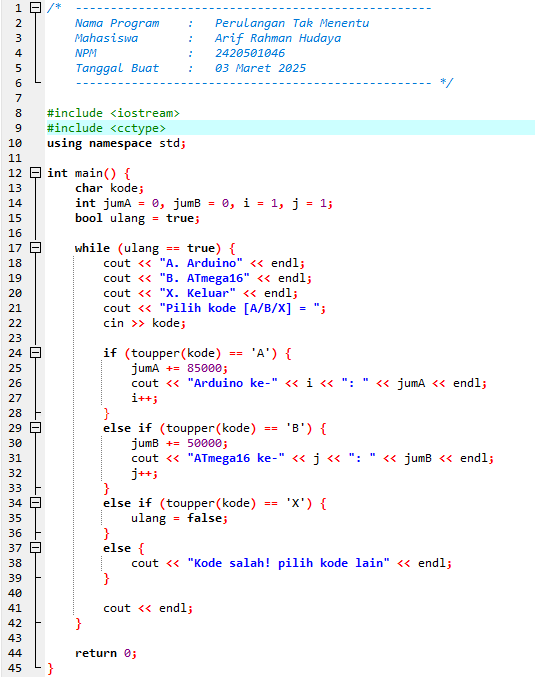 1 /* ---------------------------------------------------
2 Nama Program : Perulangan Tak Menentu
3 Mahasiswa : Arif Rahman Hudaya
4 NPM : 2420501046
5 Tanggal Buat : 03 Maret 2025
6 --------------------------------------------------- */
7
8 #include <iostream>
9 #include <cctype>
10 using namespace std;
11
12 int main() {
13 char kode;
14 int jumA = 0, jumB = 0, i = 1, j = 1;
15 bool ulang = true;
16
17 while (ulang == true) {
18 cout << "A. Arduino" << endl;
19 cout << "B. ATmega16" << endl;
20 cout << "X. Keluar" << endl;
21 cout << "Pilih kode [A/B/X] = ";
22 cin >> kode;
23
24 if (toupper(kode) == 'A') {
25 jumA += 85000;
26 cout << "Arduino ke-" << i << ": " << jumA << endl;
27 i++;
28 }
29 else if (toupper(kode) == 'B') {
30 jumB += 50000;
31 cout << "ATmega16 ke-" << j << ": " << jumB << endl;
32 j++;
33 }
34 else if (toupper(kode) == 'X') {
35 ulang = false;
36 }
37 else {
38 cout << "Kode salah! pilih kode lain" << endl;
39 }
40
41 cout << endl;
42 }
43
44 return 0;
45 }